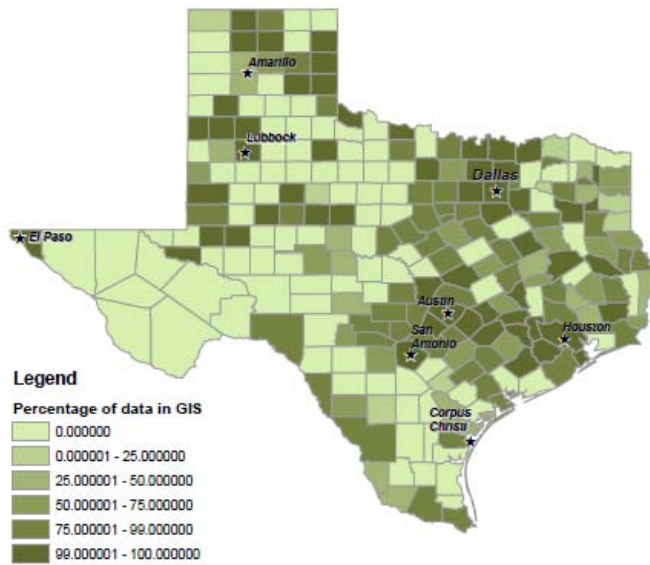 Amarillo
Lubbock
Dallas
El Paso
Austin
San
Antonio
Houston
Corpus
Christi
Legend
Percentage of data in GIS
0.000000
0.000001 - 25.000000
25.000001 - 50.000000
50.000001 - 75.000000
75.000001 - 99.000000
99.000001 - 100.000000